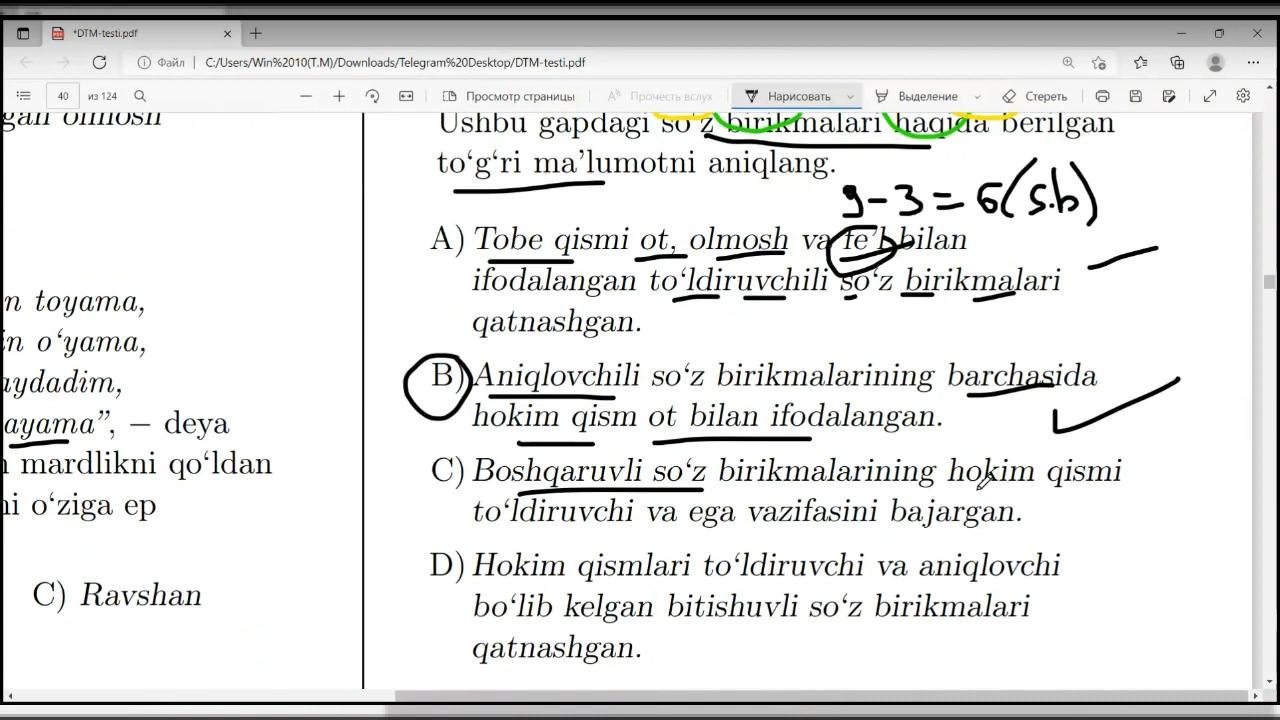 *DTM-testi.pdf
Файл C:/Users/Win%2010(T.M)/Downloads/Telegram%20Desktop/DTM-testi.pdf
40 из 124 Просмотр страницы Прочесть вслух Нарисовать Выделение Стереть
gan olmosh
n toyama,
in o‘yama,
aydadim,
ayama”, – deya
n mardlikni qo‘ldan
ni o‘ziga ep
C) Ravshan
Ushbu gapdagi so‘z birikmalari haqida berilgan
to‘g‘ri ma’lumotni aniqlang.
9-3=6(s.b)
A) Tobe qismi ot, olmosh va fe’l bilan
ifodalangan to‘ldiruvchili so‘z birikmalari
qatnashgan.
B) Aniqlovchili so‘z birikmalarining barchasida
hokim qism ot bilan ifodalangan.
C) Boshqaruvli so‘z birikmalarining hokim qismi
to‘ldiruvchi va ega vazifasini bajargan.
D) Hokim qismlari to‘ldiruvchi va aniqlovchi
bo‘lib kelgan bitishuvli so‘z birikmalari
qatnashgan.